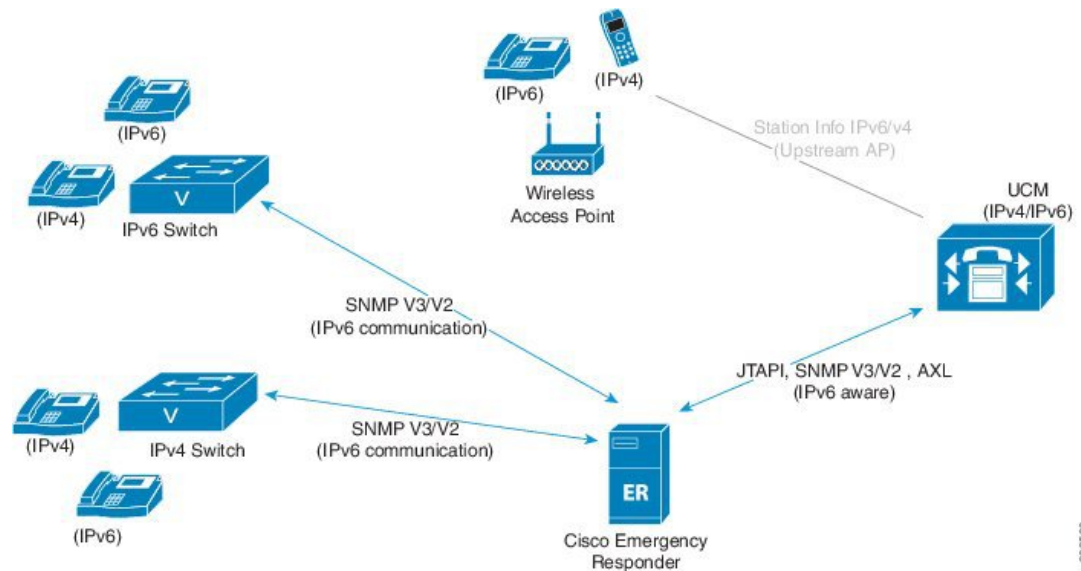 (IPv6)
(IPv4)
(IPv6)
(IPv4)
Station Info IPv6/v4
(Upstream AP)
Wireless
Access Point
UCM
(IPv4/IPv6)
V
IPv6 Switch
SNMP V3/V2
(IPv6 communication)
JTAPI, SNMP V3/V2 , AXL
(IPv6 aware)
V
(IPv4)
IPv4 Switch
SNMP V3/V2
(IPv6 communication)
(IPv6)
ER
Cisco Emergency
Responder